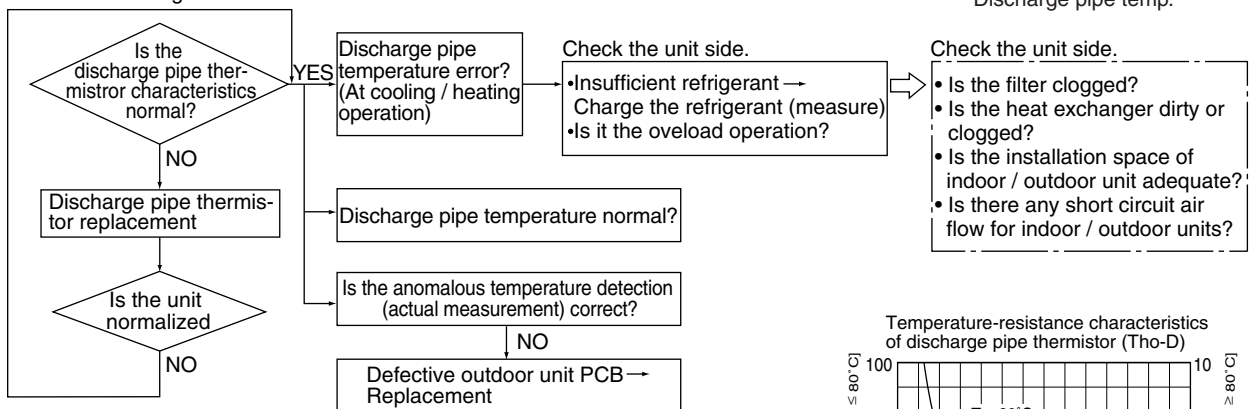 Discharge pipe temp.
Is the
discharge pipe ther-
mistror characteristics
normal?
YES
NO
Discharge pipe thermis-
tor replacement
Is the unit
normalized
NO
Discharge pipe
temperature error?
(At cooling / heating
operation)
Check the unit side.
•Insufficient refrigerant →
Charge the refrigerant (measure)
•Is it the oveload operation?
Check the unit side.
• Is the filter clogged?
• Is the heat exchanger dirty or
clogged?
• Is the installation space of
indoor / outdoor unit adequate?
• Is there any short circuit air
flow for indoor / outdoor units?
Discharge pipe temperature normal?
Is the anomalous temperature detection
(actual measurement) correct?
NO
Defective outdoor unit PCB→
Replacement
Temperature-resistance characteristics
of discharge pipe thermistor (Tho-D)
100
10
≤ 80˚C]
≥ 80˚C]